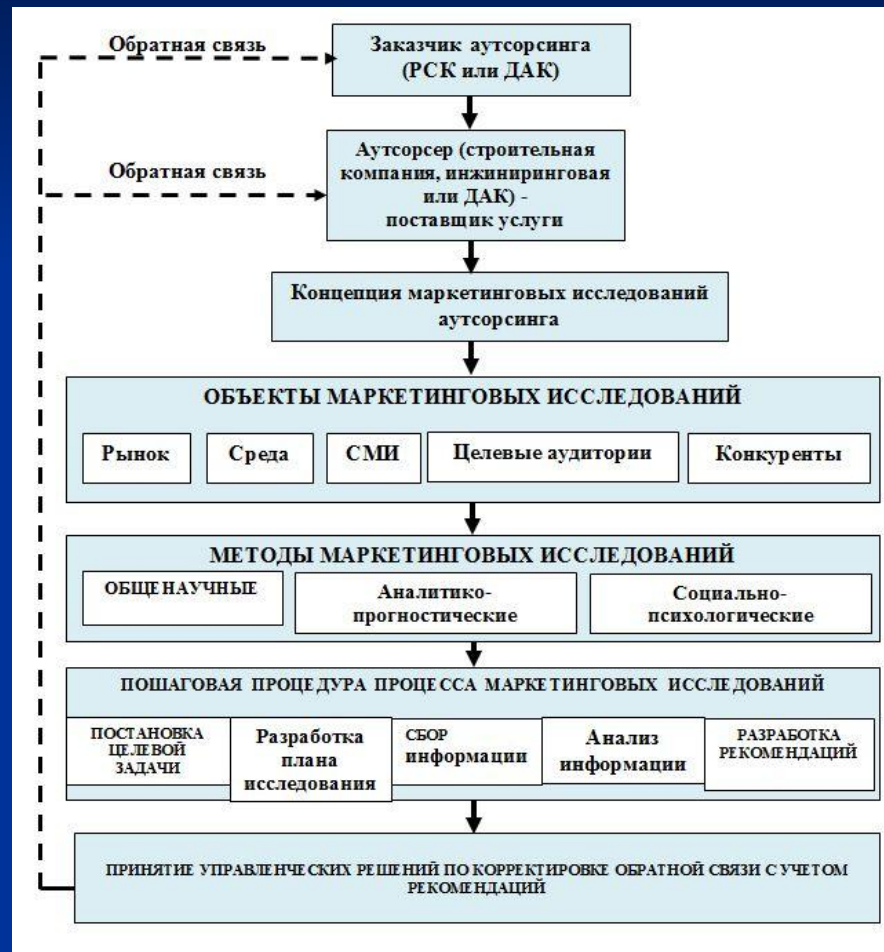 Обратная связь
Заказчик аутсорсинга
(РСК или ДАК)
Обратная связь
Аутсорсер (строительная
компания, инжиниринговая
или ДАК) -
поставщик услуги
Концепция маркетинговых исследований
аутсорсинга
ОБЪЕКТЫ МАРКЕТИНГОВЫХ ИССЛЕДОВАНИЙ
Рынок
Среда
СМИ
Целевые аудитории
Конкуренты
МЕТОДЫ МАРКЕТИНГОВЫХ ИССЛЕДОВАНИЙ
ОБЩЕНАУЧНЫЕ
Аналитико-
прогностические
Социально-
психологические
ПОШАГОВАЯ ПРОЦЕДУРА ПРОЦЕССА МАРКЕТИНГОВЫХ ИССЛЕДОВАНИЙ
ПОСТАНОВКА
ЦЕЛЕВОЙ
ЗАДАЧИ
Разработка
плана
исследования
СБОР
информации
Анализ
информации
РАЗРАБОТКА
РЕКОМЕНДАЦИЙ
ПРИНЯТИЕ УПРАВЛЕНЧЕСКИХ РЕШЕНИЙ ПО КОРРЕКТИРОВКЕ ОБРАТНОЙ СВЯЗИ С УЧЕТОМ
РЕКОМЕНДАЦИЙ